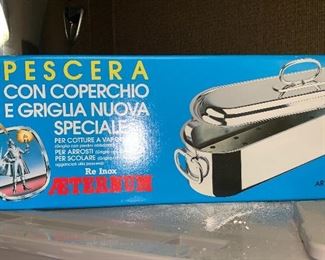 PESCERA
CON COPERCHIO
E GRIGLIA NUOVA
SPECIALE
PER COTTURE A VAPORE
PER ARROSTI
PER SCOLARE
Re Inox
ÆTERNUM